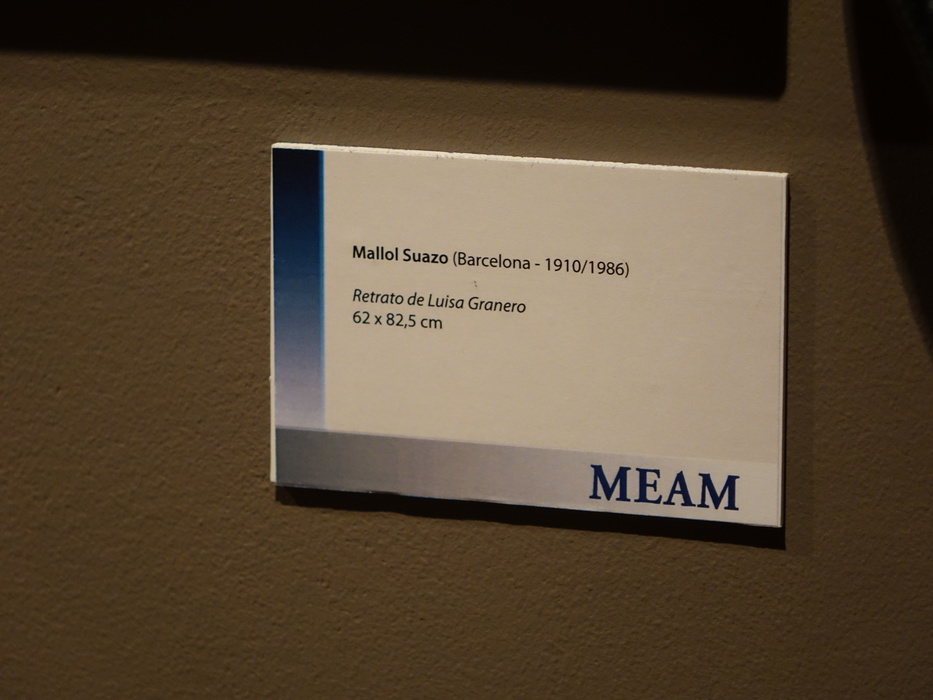 Mallol Suazo (Barcelona - 1910/1986)
Retrato de Luisa Granero
62 x 82,5 cm
MEAM